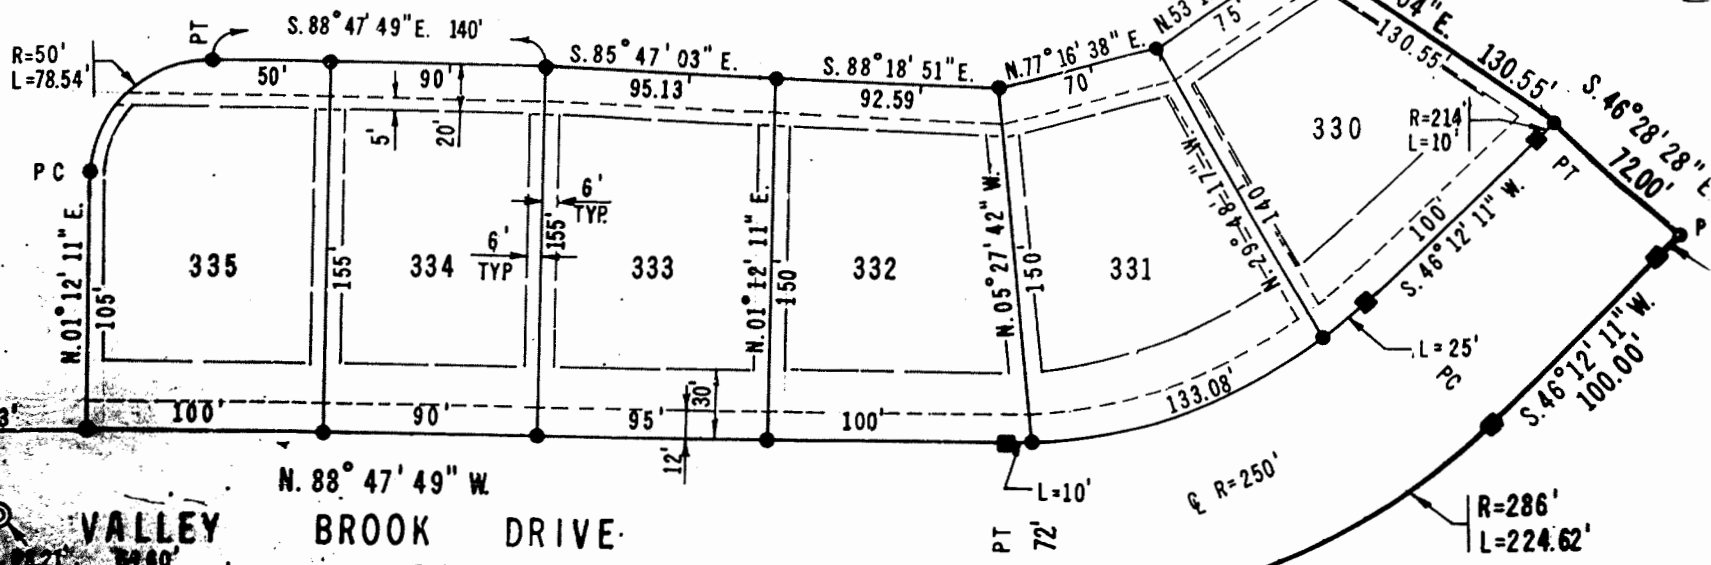 PT
S. 88° 47' 49" E. 140'
R=50'
L=78.54'
50'
90'
S. 85° 47' 03" E.
95.13'
S. 88° 18' 51" E.
92.59'
N. 77° 16' 38" E.
70'
N. 53
75'
04" E.
130.55'
130.55'
S. 46° 28' 28" E.
72.00'
R=214'
L=10'
PT
P
330
5'
20'
PC
N. 01° 12' 11" E.
105'
335
155'
334
6'
TYP
6'
TYP.
155'
333
N. 01° 12' 11" E.
150'
332
N. 05° 27' 42" W.
150'
331
N. 29° 48' 17" W.
140'
100'
S. 46° 12' 11" W.
S. 46° 12' 11" W.
100.00'
L=25'
PC
133.08'
3'
100'
90'
95'
12'
30'
100'
L=10'
N. 88° 47' 49" W.
VALLEY BROOK DRIVE
PT
72'
℄ R=250'
R=286'
L=224.62'